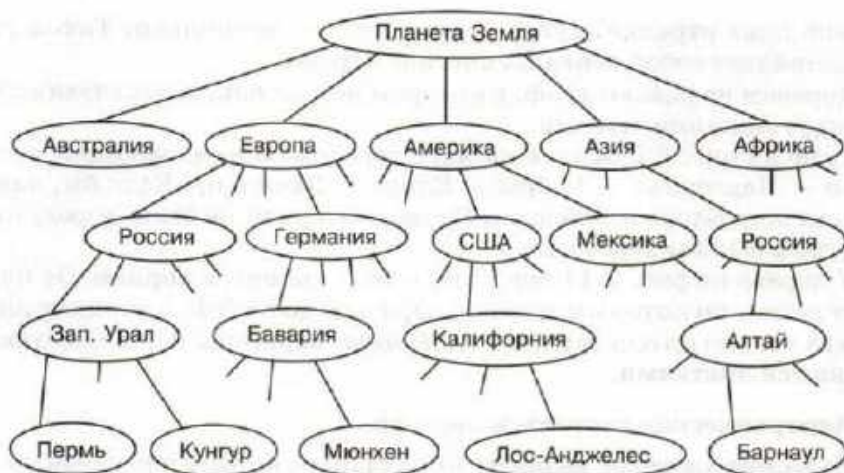 Планета Земля
Австралия Европа Америка Азия Африка
Россия Германия США Мексика Россия
Зап. Урал Бавария Калифорния Алтай
Пермь Кунгур Мюнхен Лос-Анджелес Барнаул